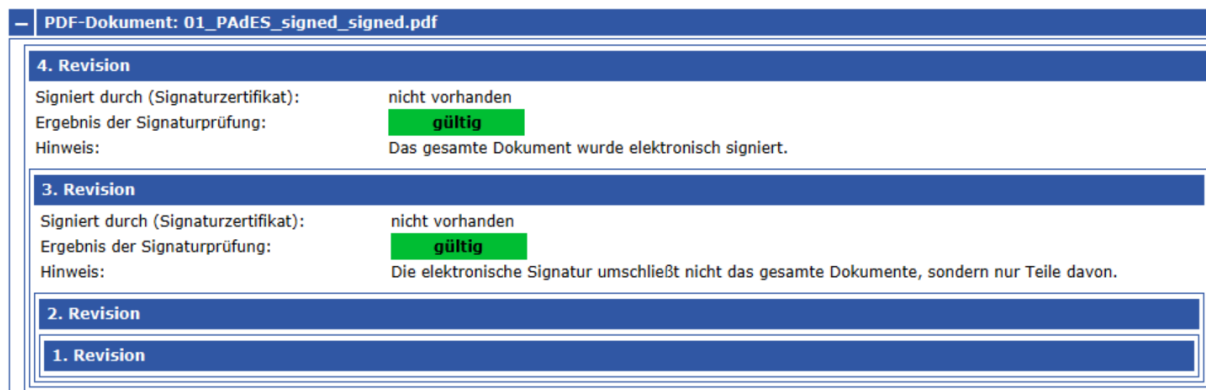 PDF-Dokument: 01_PAdES_signed_signed.pdf
4. Revision
Signiert durch (Signaturzertifikat): nicht vorhanden
Ergebnis der Signaturprüfung: gültig
Hinweis: Das gesamte Dokument wurde elektronisch signiert.
3. Revision
Signiert durch (Signaturzertifikat): nicht vorhanden
Ergebnis der Signaturprüfung: gültig
Hinweis: Die elektronische Signatur umschließt nicht das gesamte Dokumente, sondern nur Teile davon.
2. Revision
1. Revision